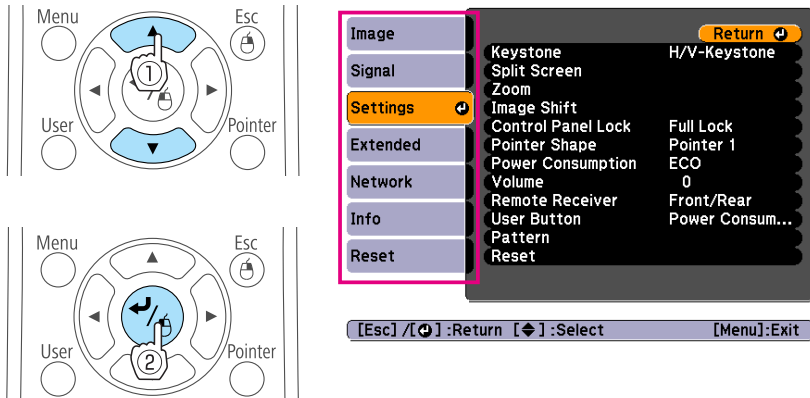 Menu Esc
①
User Pointer
Menu Esc
User Pointer
②
Image
Signal
Settings
Extended
Network
Info
Reset
Return
Keystone H/V-Keystone
Split Screen
Zoom
Image Shift
Control Panel Lock Full Lock
Pointer Shape Pointer 1
Power Consumption ECO
Volume 0
Remote Receiver Front/Rear
User Button Power Consum...
Pattern
Reset
[Esc] /[⏎] :Return [◆] :Select [Menu]:Exit